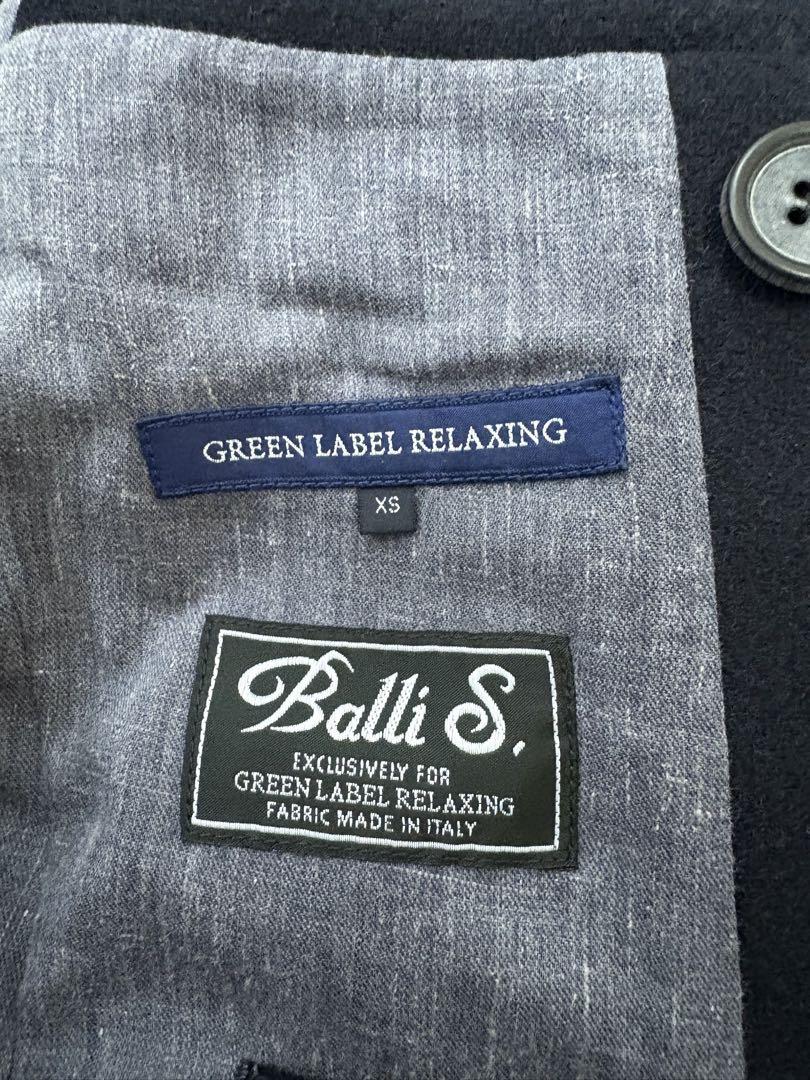 GREEN LABEL RELAXING
XS
Balli S.
EXCLUSIVELY FOR
GREEN LABEL RELAXING
FABRIC MADE IN ITALY